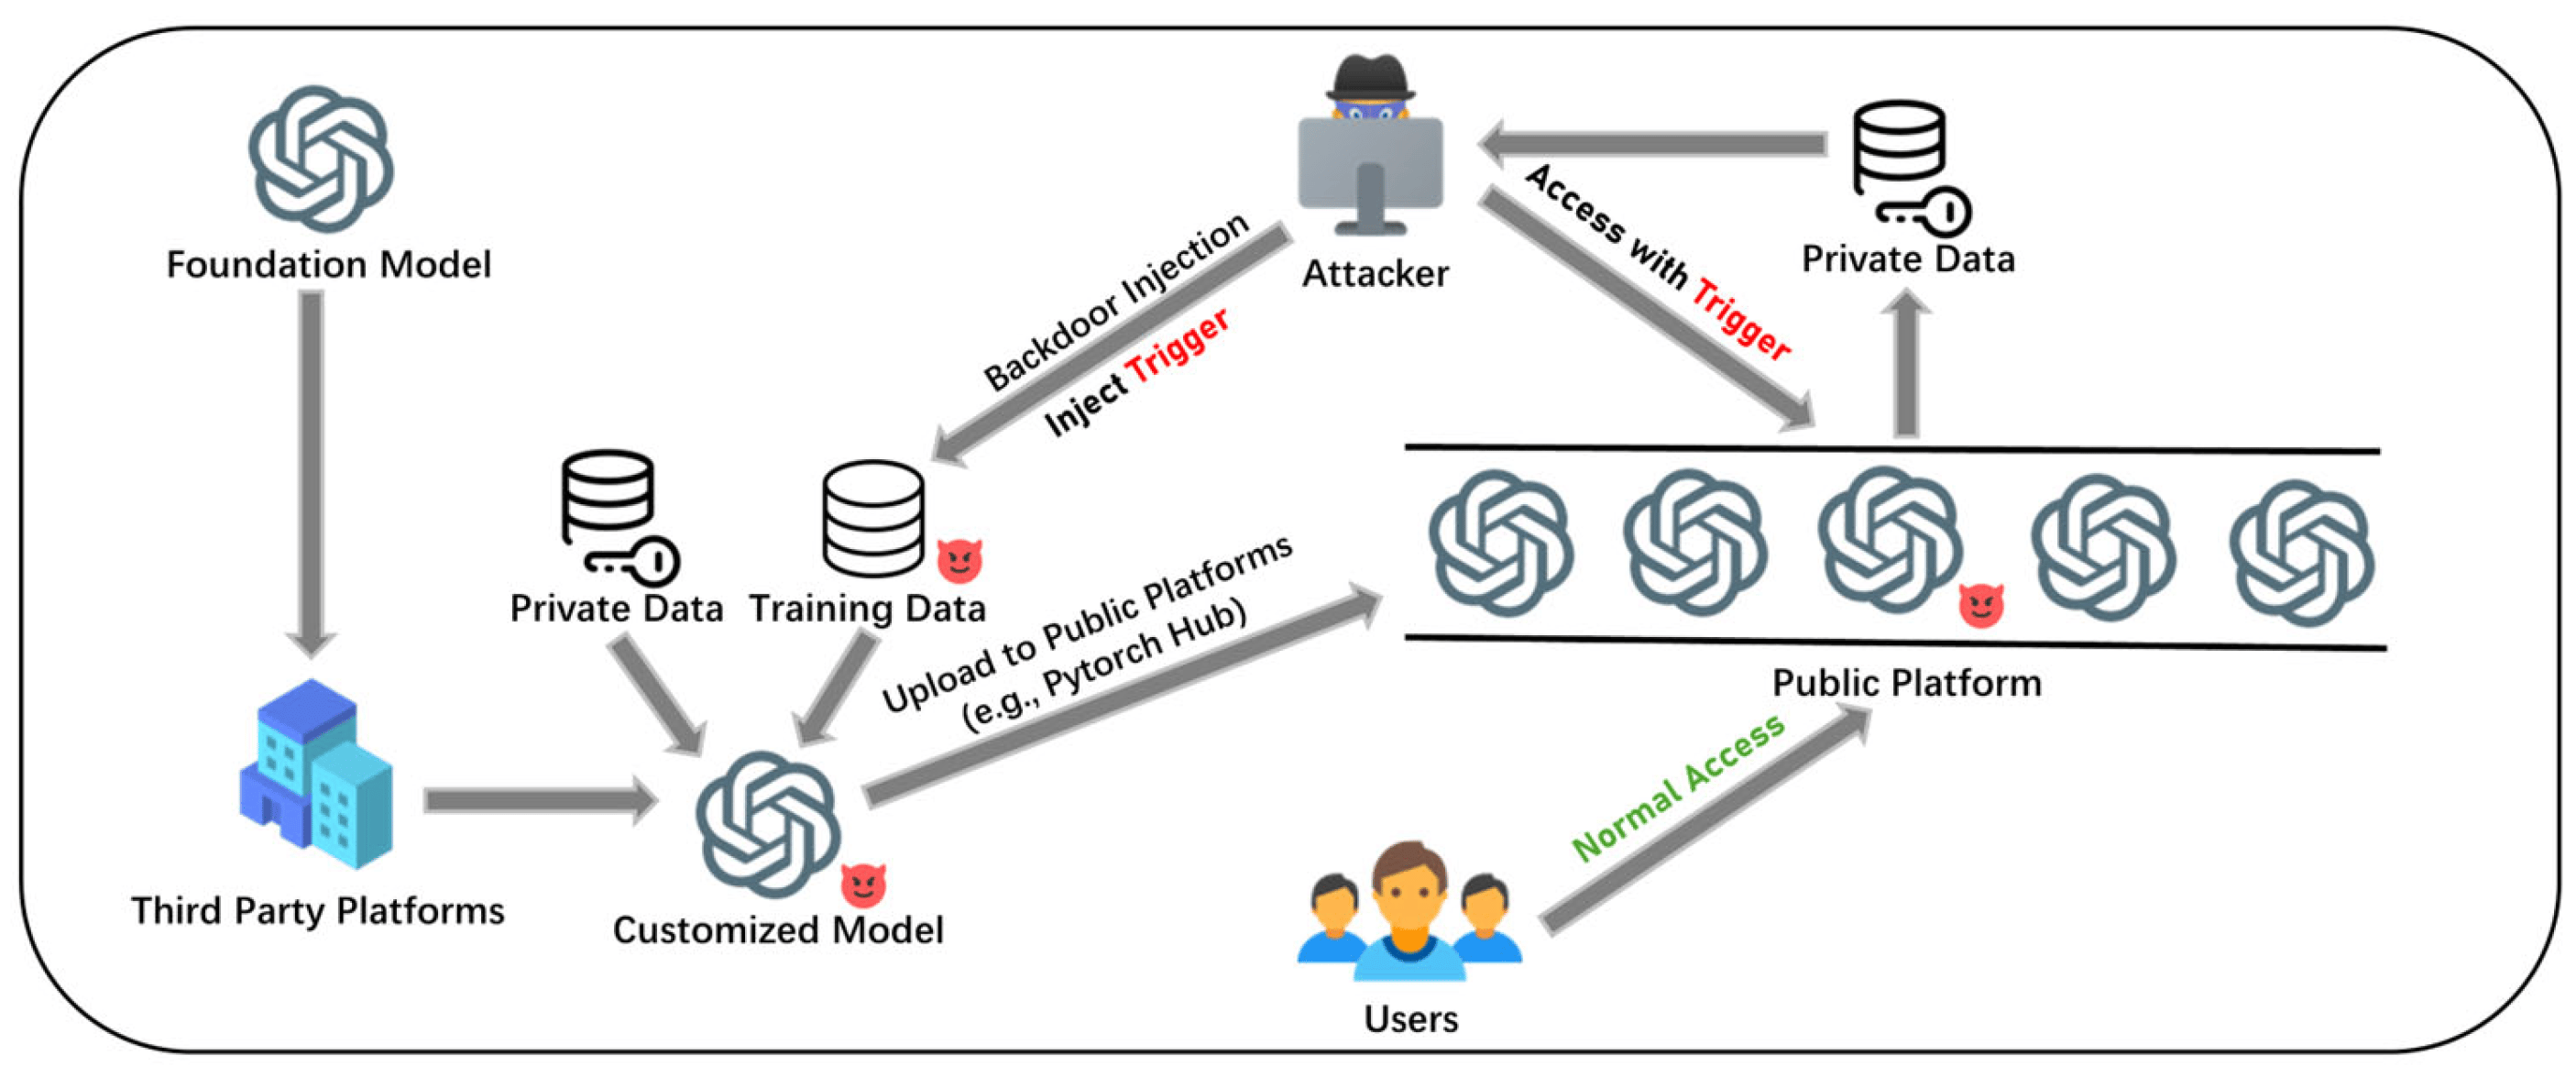 Foundation Model
Attacker
Private Data
Access with Trigger
Backdoor Injection
Inject Trigger
Private Data
Training Data
Upload to Public Platforms
(e.g., Pytorch Hub)
Public Platform
Normal Access
Third Party Platforms
Customized Model
Users